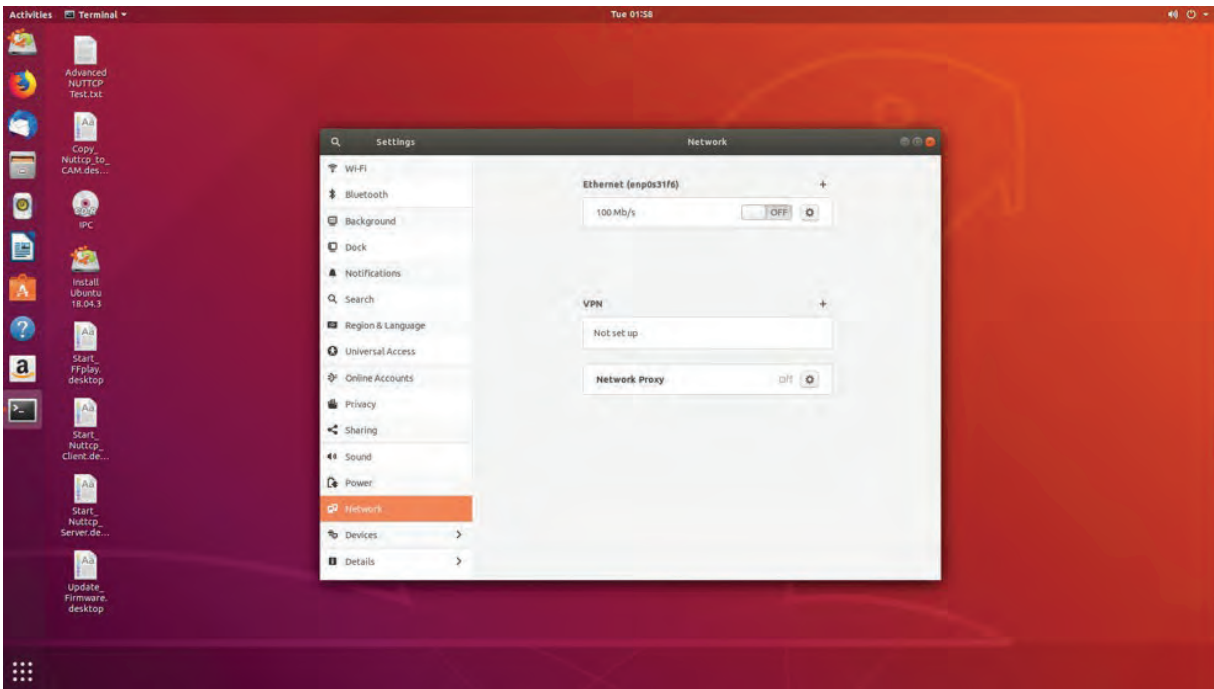 Activities
Terminal
Tue 01:58
Advanced
NUTTCP
Test.txt
Copy_
Nuttcp_to_
CAM.des...
IPC
Install
Ubuntu
18.04.3
Start_
FFplay.
desktop
Start_
Nuttcp_
Client.de...
Start_
Nuttcp_
Server.de...
Update_
Firmware.
desktop
Settings
Network
Wi-Fi
Bluetooth
Background
Dock
Notifications
Search
Region & Language
Universal Access
Online Accounts
Privacy
Sharing
Sound
Power
Network
Devices
Details
Ethernet (enp0s31f6)
100 Mb/s
OFF
VPN
Not set up
Network Proxy
Off